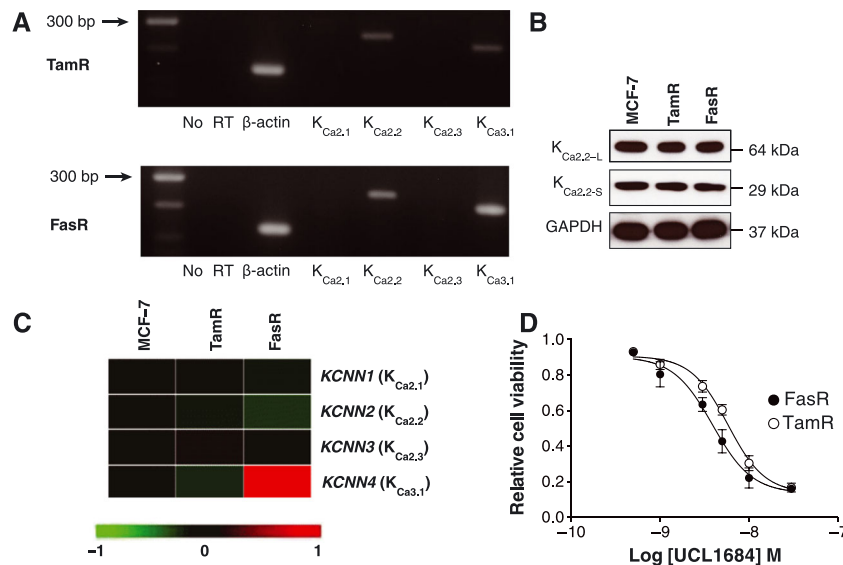 A
300 bp
TamR
No RT β-actin KCa2.1 KCa2.2 KCa2.3 KCa3.1
300 bp
FasR
No RT β-actin KCa2.1 KCa2.2 KCa2.3 KCa3.1
B
MCF-7 TamR FasR
KCa2.2-L 64 kDa
KCa2.2-S 29 kDa
GAPDH 37 kDa
C
MCF-7 TamR FasR
KCNN1 (KCa2.1)
KCNN2 (KCa2.2)
KCNN3 (KCa2.3)
KCNN4 (KCa3.1)
−1 0 1
D
Relative cell viability
1.0
0.8
0.6
0.4
0.2
0.0
−10 −9 −8 −7
Log [UCL1684] M
FasR
TamR